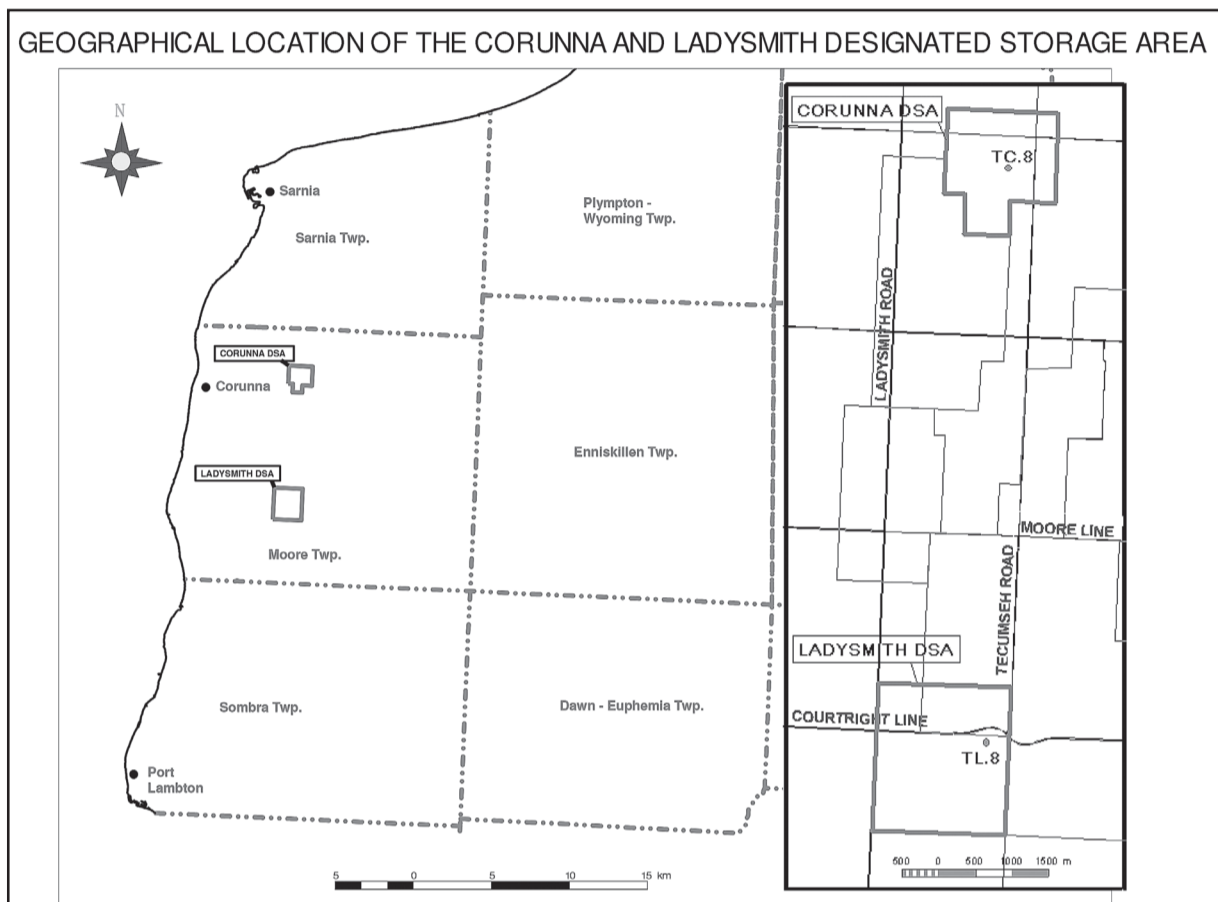 GEOGRAPHICAL LOCATION OF THE CORUNNA AND LADYSMITH DESIGNATED STORAGE AREA
N
Sarnia
Sarnia Twp.
Plympton -
Wyoming Twp.
CORUNNA DSA
Corunna
LADYSMITH DSA
Enniskillen Twp.
Moore Twp.
Sombra Twp.
Dawn - Euphemia Twp.
Port
Lambton
5 0 5 10 15 km
CORUNNA DSA
TC.8
LADYSMITH ROAD
MOORE LINE
TECUMSEH ROAD
LADYSMITH DSA
COURTRIGHT LINE
TL.8
500 0 500 1000 1500 m